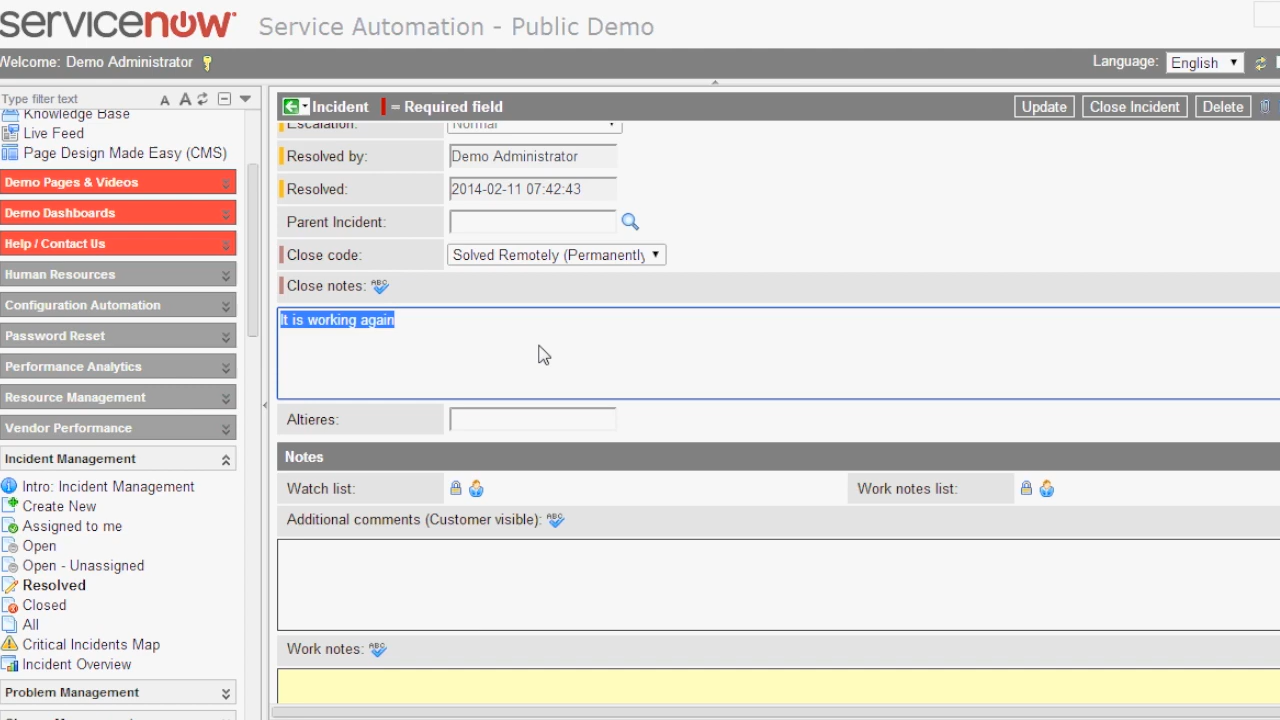 servicenow Service Automation - Public Demo
Welcome: Demo Administrator
Language: English
Type filter text A A
Knowledge Base
Live Feed
Page Design Made Easy (CMS)
Demo Pages & Videos
Demo Dashboards
Help / Contact Us
Human Resources
Configuration Automation
Password Reset
Performance Analytics
Resource Management
Vendor Performance
Incident Management
Intro: Incident Management
Create New
Assigned to me
Open
Open - Unassigned
Resolved
Closed
All
Critical Incidents Map
Incident Overview
Problem Management
Incident = Required field Update Close Incident Delete
Escalation: Normal
Resolved by: Demo Administrator
Resolved: 2014-02-11 07:42:43
Parent Incident:
Close code: Solved Remotely (Permanently
Close notes: ABC
It is working again
Altieres:
Notes
Watch list: Work notes list:
Additional comments (Customer visible): ABC
Work notes: ABC